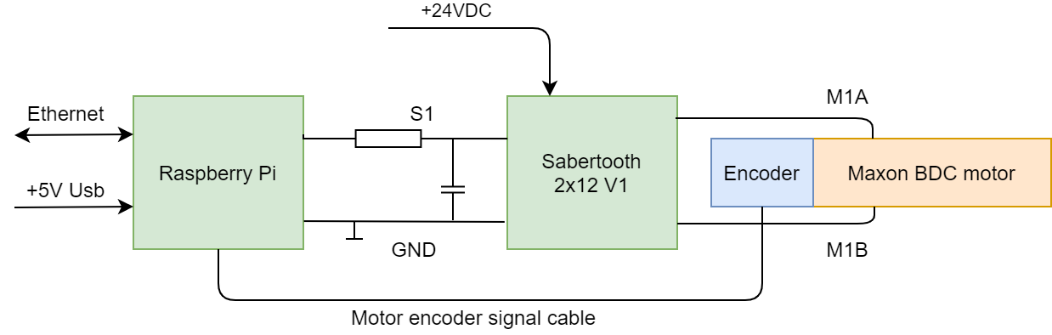 +24VDC
Ethernet
S1
M1A
Raspberry Pi
Sabertooth
2x12 V1
Encoder
Maxon BDC motor
+5V Usb
GND
M1B
Motor encoder signal cable